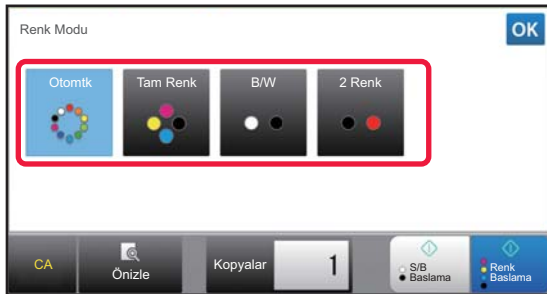 Renk Modu
OK
Otomtk
Tam Renk
B/W
2 Renk
CA
Önizle
Kopyalar
1
S/B
Baslama
Renk
Baslama